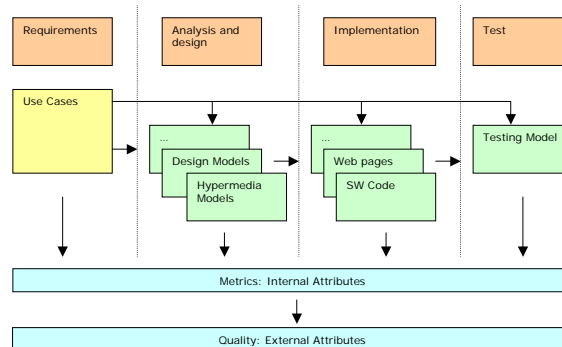 Requirements
Analysis and
design
Implementation
Test
Use Cases
...
Design Models
Hypermedia
Models
...
Web pages
SW Code
Testing Model
Metrics: Internal Attributes
Quality: External Attributes